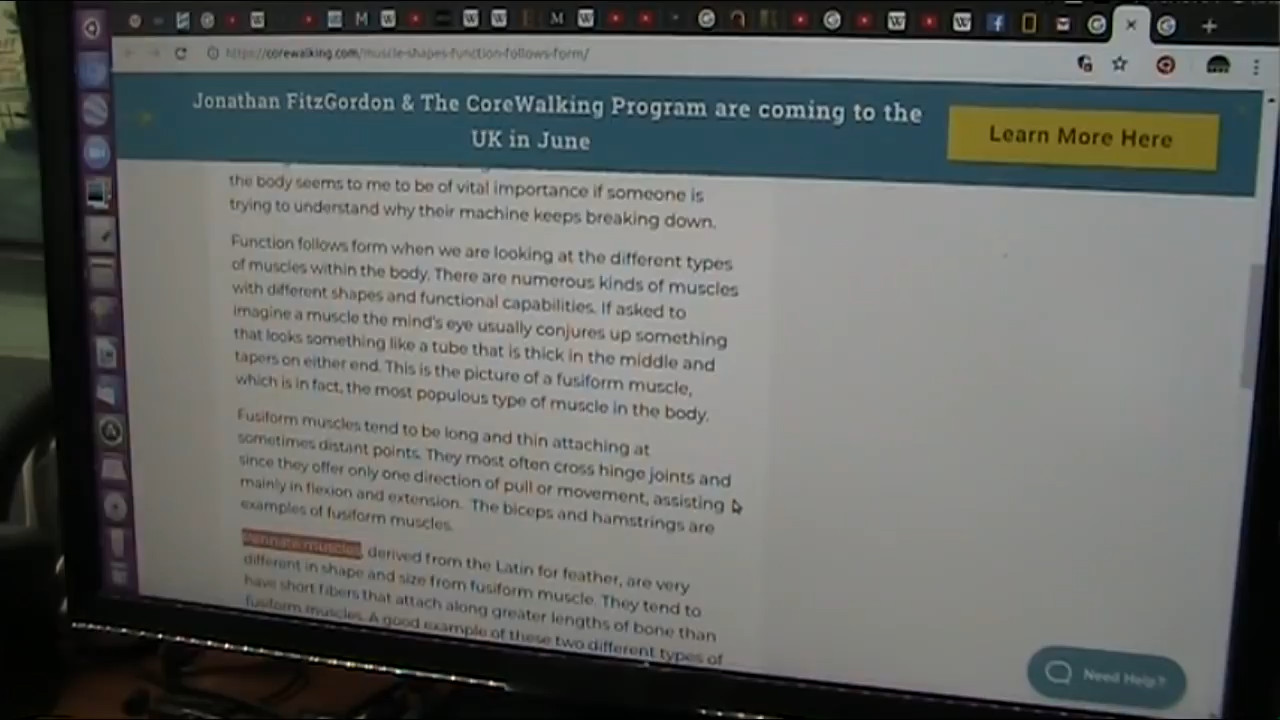 https://corewalking.com/muscle-shapes-function-follows-form/
Jonathan FitzGordon & The CoreWalking Program are coming to the
UK in June
Learn More Here
the body seems to me to be of vital importance if someone is
trying to understand why their machine keeps breaking down.
Function follows form when we are looking at the different types
of muscles within the body. There are numerous kinds of muscles
with different shapes and functional capabilities. If asked to
imagine a muscle the mind's eye usually conjures up something
that looks something like a tube that is thick in the middle and
tapers on either end. This is the picture of a fusiform muscle,
which is in fact, the most populous type of muscle in the body.
Fusiform muscles tend to be long and thin attaching at
sometimes distant points. They most often cross hinge joints and
since they offer only one direction of pull or movement, assisting
mainly in flexion and extension. The biceps and hamstrings are
examples of fusiform muscles.
Pennate muscles, derived from the Latin for feather, are very
different in shape and size from fusiform muscle. They tend to
have short fibers that attach along greater lengths of bone than
fusiform muscles. A good example of these two different types of
Need Help?